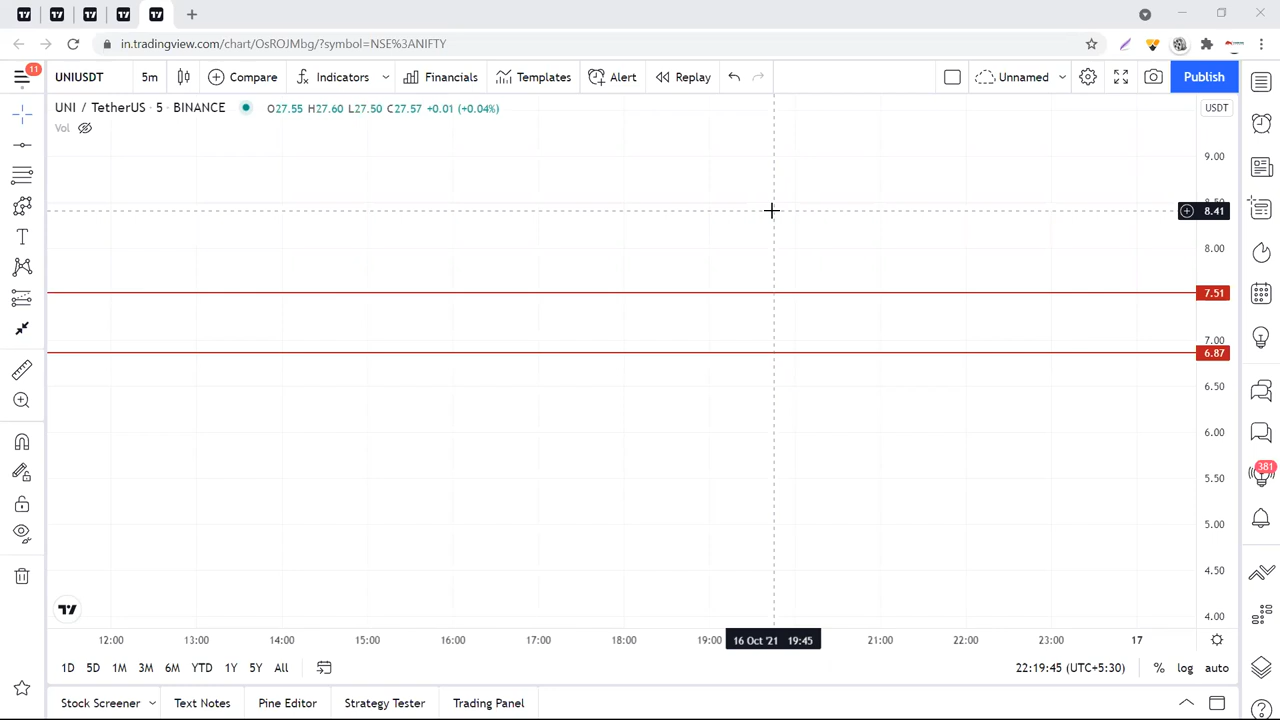 in.tradingview.com/chart/OsROJMbg/?symbol=NSE%3ANIFTY
11
UNIUSDT
5m
Compare
Indicators
Financials
Templates
Alert
Replay
Unnamed
Publish
UNI / TetherUS · 5 · BINANCE
O27.55 H27.60 L27.50 C27.57 +0.01 (+0.04%)
USDT
Vol
9.00
8.41
8.00
7.51
7.00
6.87
6.50
6.00
5.50
381
5.00
4.50
4.00
12:00 13:00 14:00 15:00 16:00 17:00 18:00 19:00 16 Oct '21 19:45 21:00 22:00 23:00 17
1D 5D 1M 3M 6M YTD 1Y 5Y All
22:19:45 (UTC+5:30)
% log auto
Stock Screener
Text Notes
Pine Editor
Strategy Tester
Trading Panel